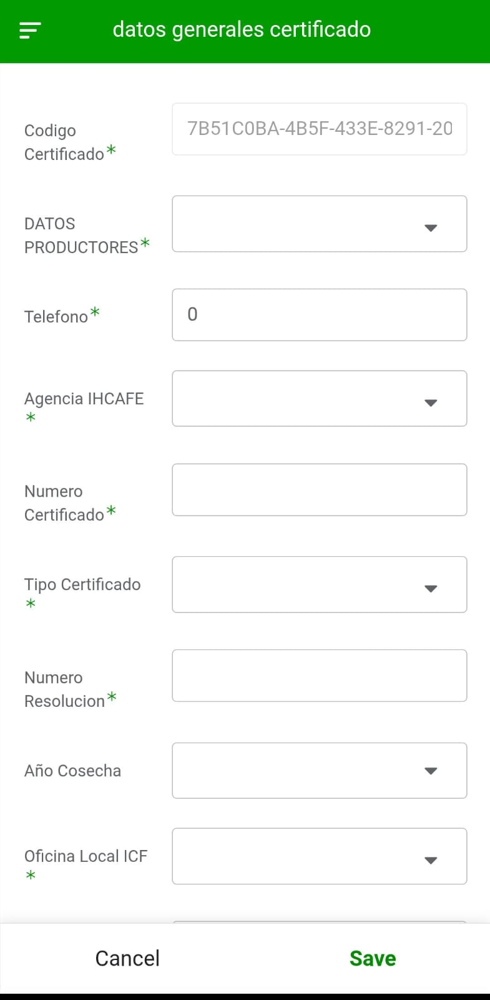 datos generales certificado
Codigo
Certificado*
7B51C0BA-4B5F-433E-8291-20
DATOS
PRODUCTORES*
Telefono*
0
Agencia IHCAFE
*
Numero
Certificado*
Tipo Certificado
*
Numero
Resolucion*
Año Cosecha
Oficina Local ICF
*
Cancel
Save